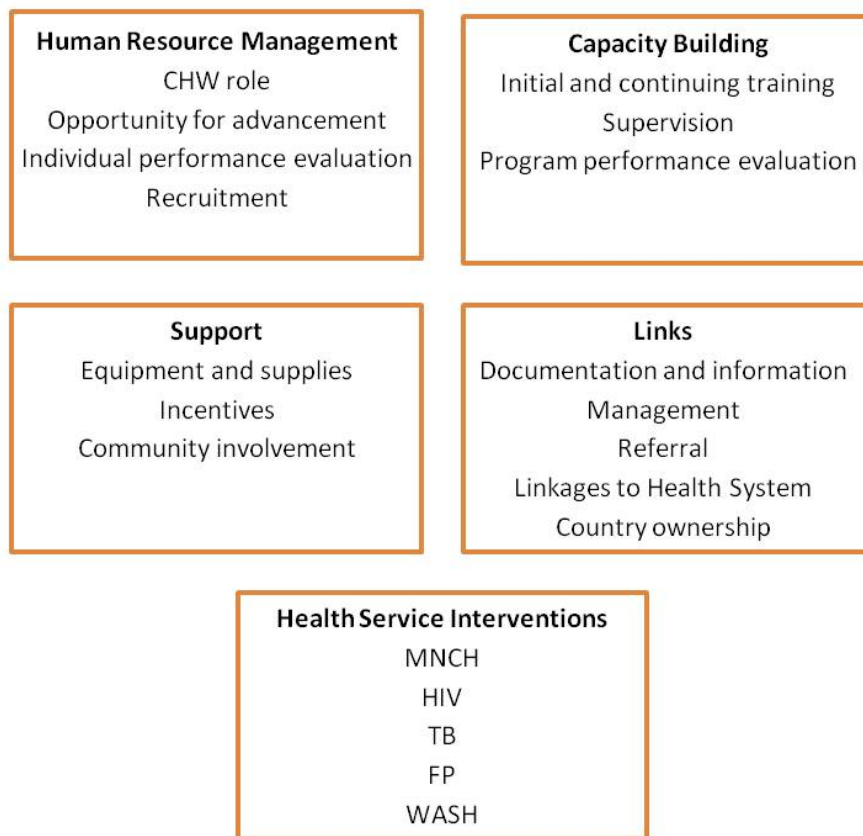 Human Resource Management
CHW role
Opportunity for advancement
Individual performance evaluation
Recruitment
Capacity Building
Initial and continuing training
Supervision
Program performance evaluation
Support
Equipment and supplies
Incentives
Community involvement
Links
Documentation and information
Management
Referral
Linkages to Health System
Country ownership
Health Service Interventions
MNCH
HIV
TB
FP
WASH